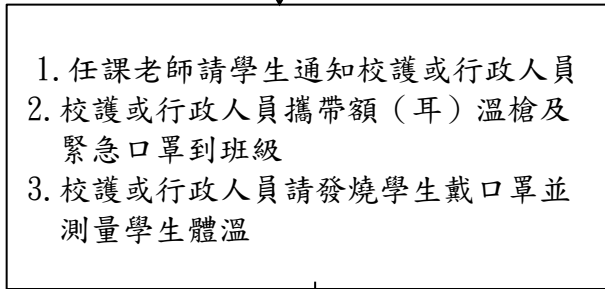 1.任課老師請學生通知校護或行政人員
2.校護或行政人員攜帶額（耳）溫槍及
緊急口罩到班級
3.校護或行政人員請發燒學生戴口罩並
測量學生體溫